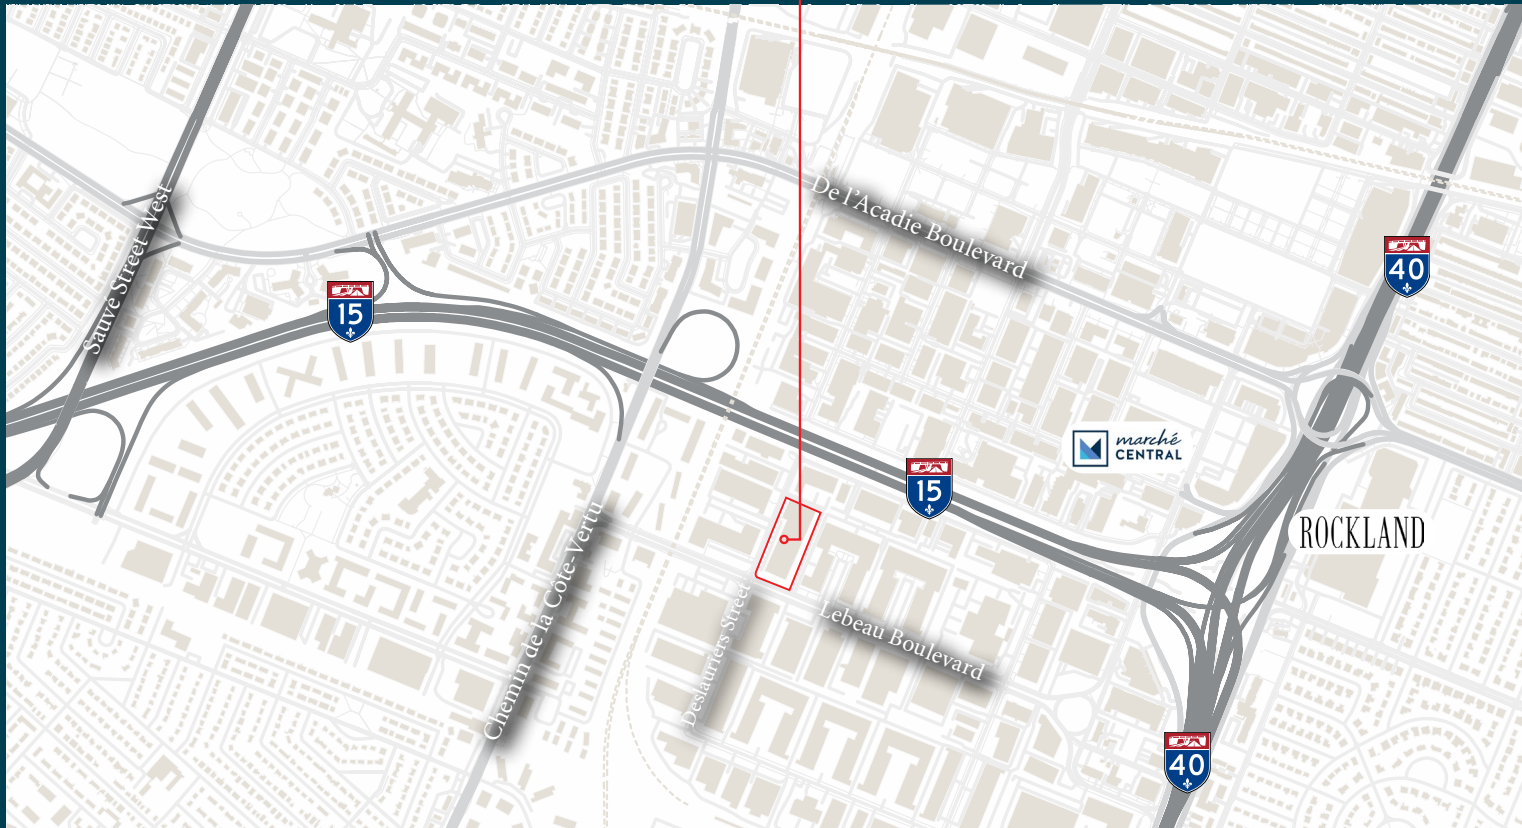 De l'Acadie Boulevard
Sauvé Street West
40
15
marché
CENTRAL
15
ROCKLAND
Chemin de la Côte-Vertu
Deslauriers Street
Lebeau Boulevard
40